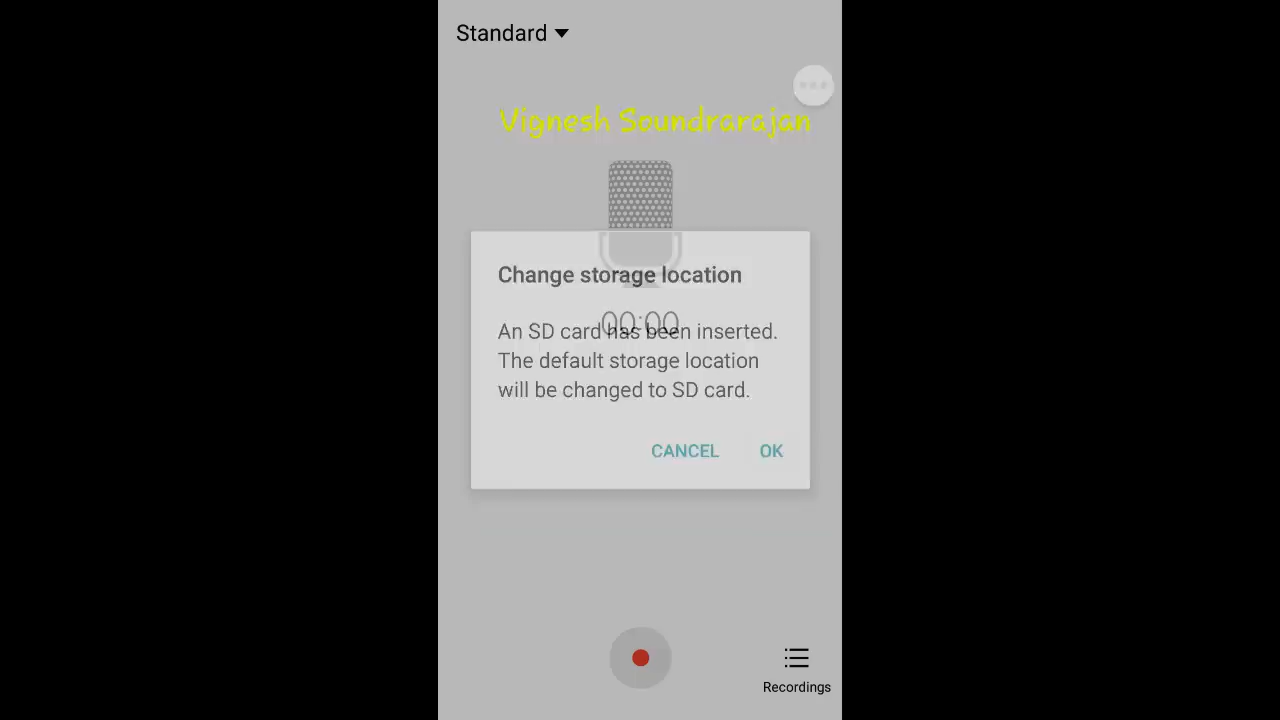 Standard
Vignesh Soundrarajan
Change storage location
00:00
An SD card has been inserted.
The default storage location
will be changed to SD card.
CANCEL OK
Recordings